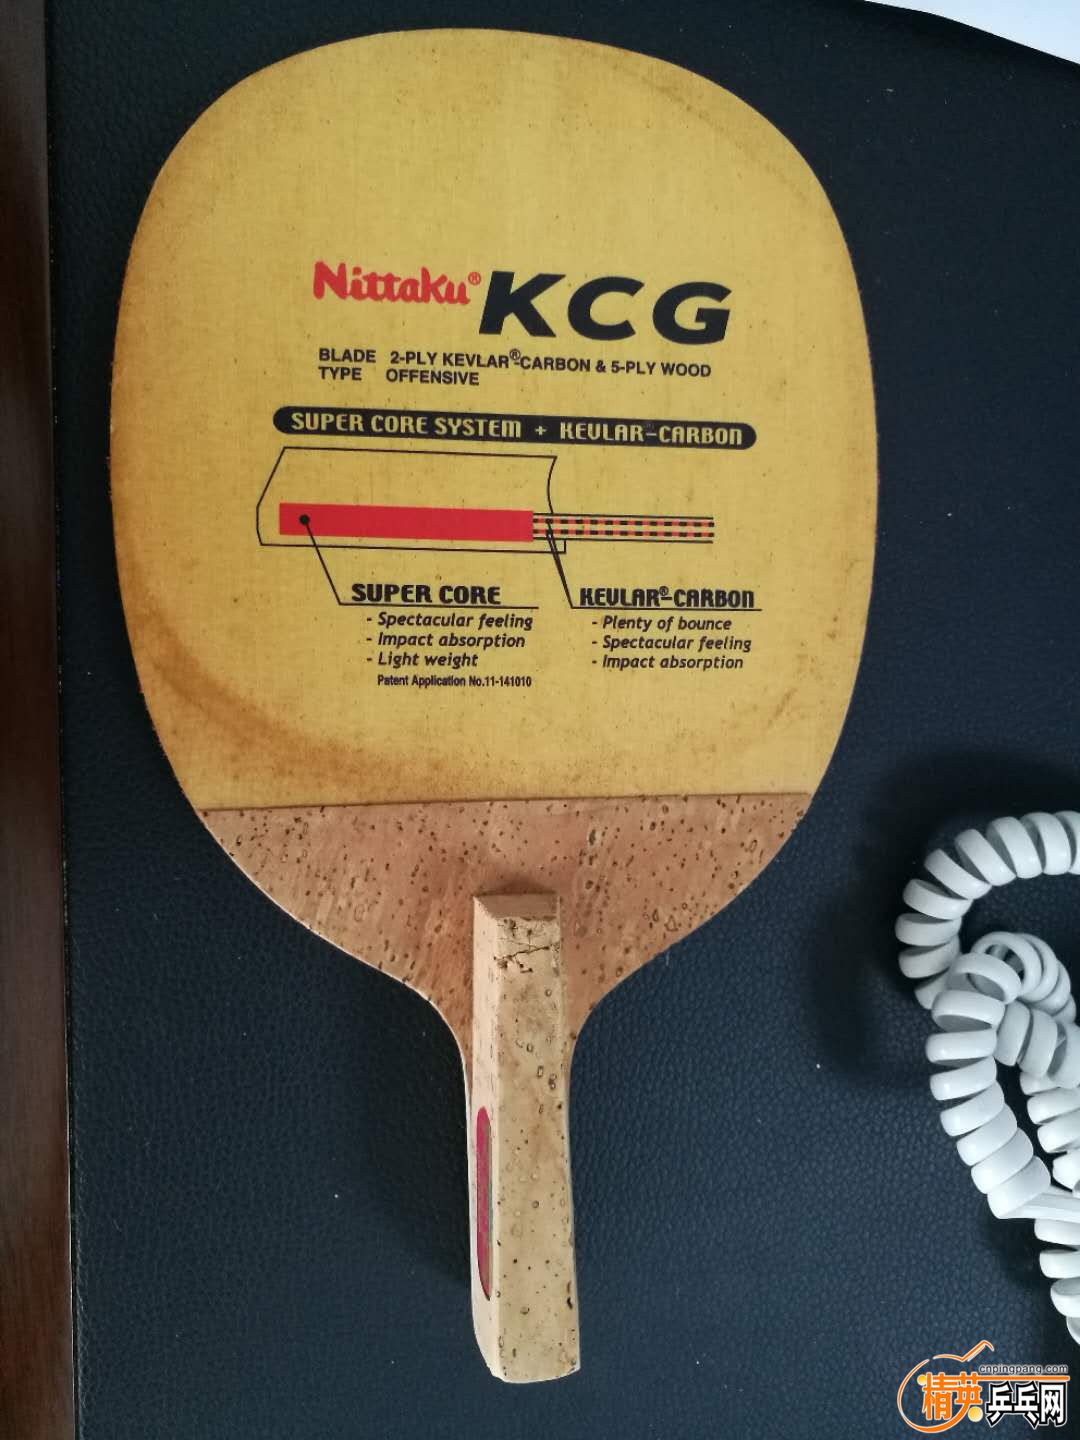 Nittaku® KCG
BLADE 2-PLY KEVLAR®-CARBON & 5-PLY WOOD
TYPE OFFENSIVE
SUPER CORE SYSTEM + KEVLAR®-CARBON
SUPER CORE
- Spectacular feeling
- Impact absorption
- Light weight
Patent Application No.11-141010
KEVLAR®-CARBON
- Plenty of bounce
- Spectacular feeling
- Impact absorption
cnpingpang.com
精英乒乓网